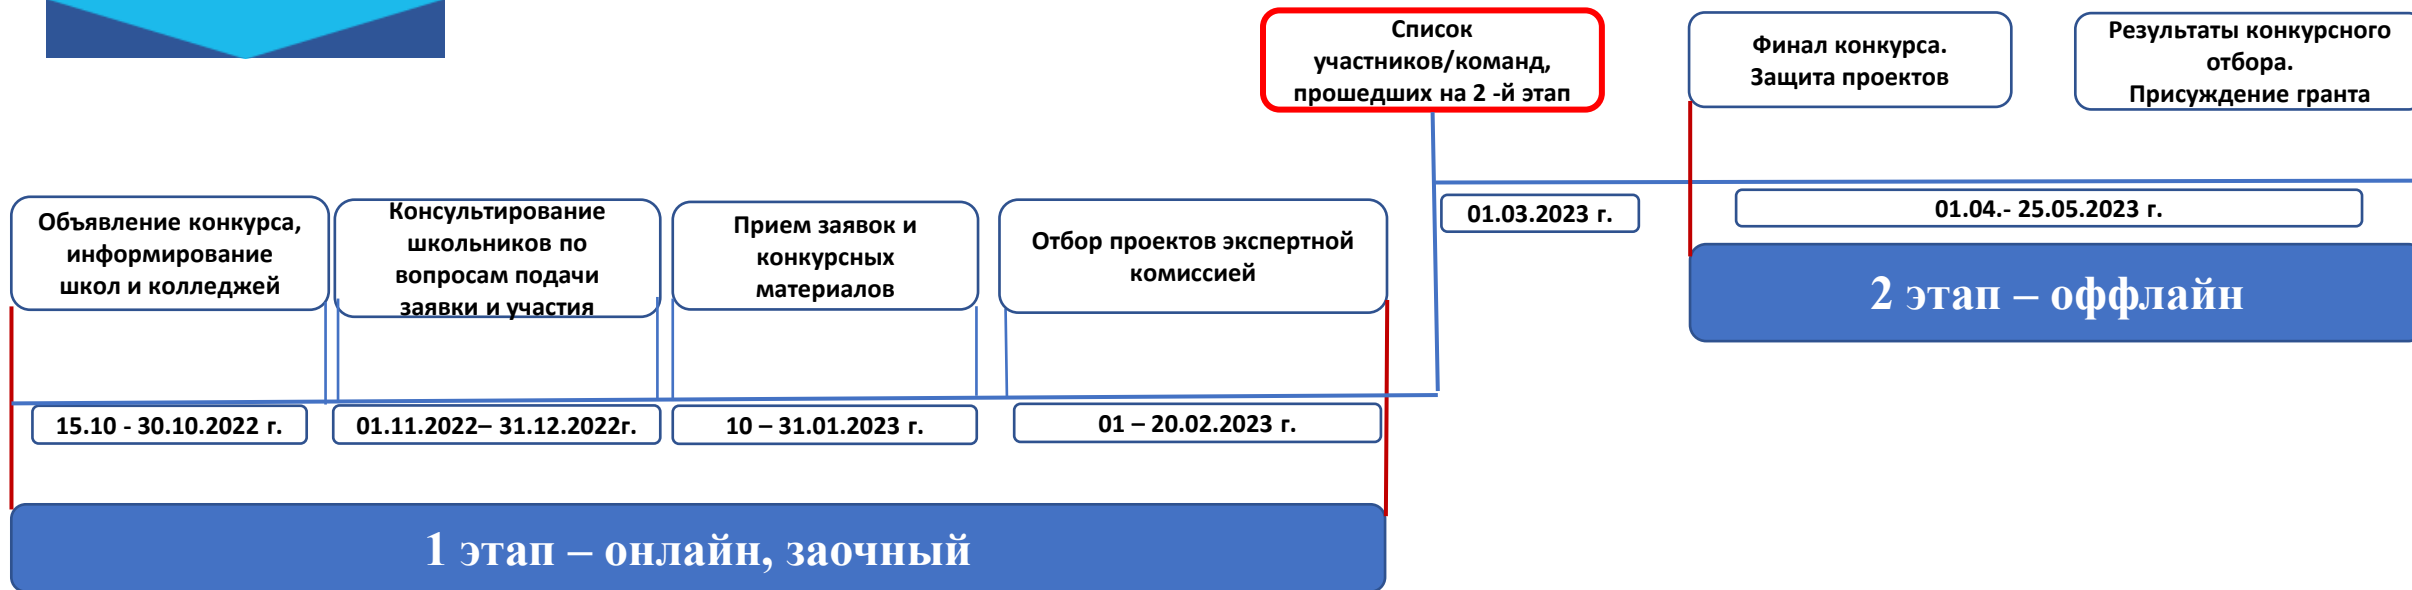 Список
участников/команд,
прошедших на 2 -й этап
Финал конкурса.
Защита проектов
Результаты конкурсного
отбора.
Присуждение гранта
01.03.2023 г.
01.04.- 25.05.2023 г.
2 этап – оффлайн
Объявление конкурса,
информирование
школ и колледжей
Консультирование
школьников по
вопросам подачи
заявки и участия
Прием заявок и
конкурсных
материалов
Отбор проектов экспертной
комиссией
15.10 - 30.10.2022 г.
01.11.2022– 31.12.2022г.
10 – 31.01.2023 г.
01 – 20.02.2023 г.
1 этап – онлайн, заочный